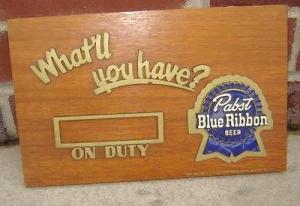 What'll
you have?
ON DUTY
Pabst
Blue Ribbon
BEER